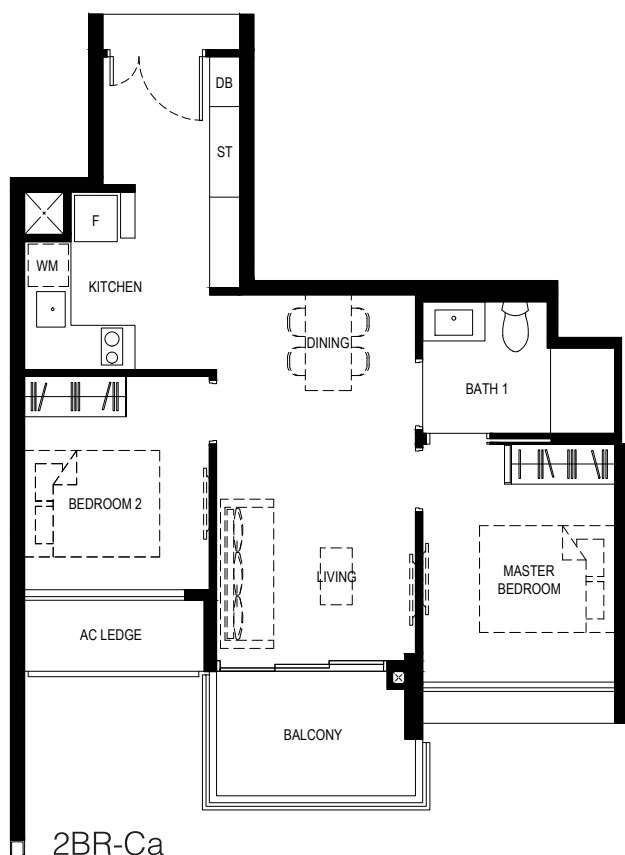 DB
ST
F
WM
KITCHEN
DINING
BATH 1
BEDROOM 2
LIVING
MASTER
BEDROOM
AC LEDGE
BALCONY
2BR-Ca